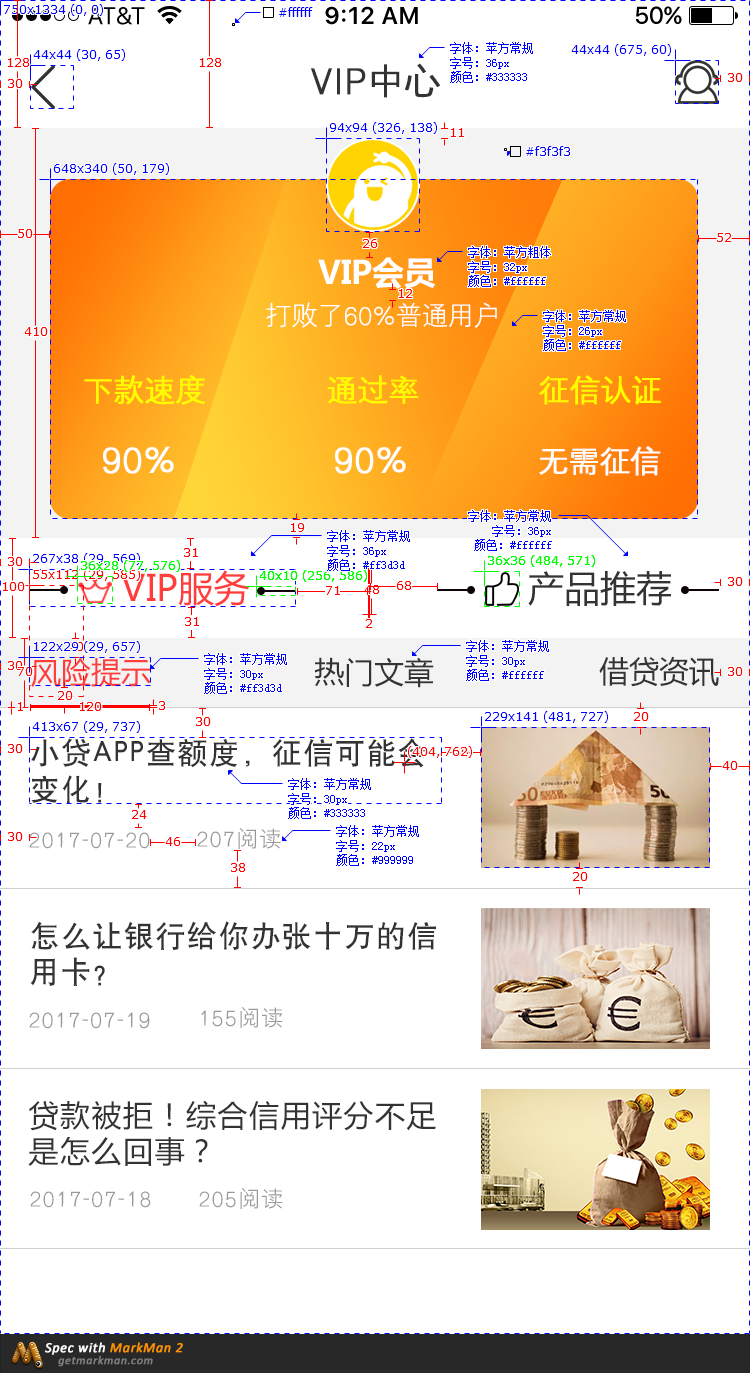 750x1334 (0, 0)
AT&T
#ffffff
9:12 AM
50%
44x44 (30, 65)
128
128
30
VIP中心
字体: 苹方常规
字号: 36px
颜色: #333333
44x44 (675, 60)
30
94x94 (326, 138)
11
#f3f3f3
648x340 (50, 179)
50
52
26
VIP会员
字体: 苹方粗体
字号: 32px
颜色: #ffffff
12
打败了60%普通用户
字体: 苹方常规
字号: 26px
颜色: #ffffff
410
下款速度
通过率
征信认证
90%
90%
无需征信
19
字体: 苹方常规
字号: 36px
颜色: #ff3d3d
字体: 苹方常规
字号: 36px
颜色: #ffffff
30
31
267x38 (29, 569)
36x28 (77, 576)
55x112 (29, 585)
40x10 (256, 586)
36x36 (484, 571)
100
VIP服务
71
48
68
产品推荐
30
2
31
122x29 (29, 657)
30
70
风险提示
字体: 苹方常规
字号: 30px
颜色: #ff3d3d
热门文章
字体: 苹方常规
字号: 30px
颜色: #ffffff
借贷资讯
30
20
1
120
3
30
20
413x67 (29, 737)
229x141 (481, 727)
30
小贷APP查额度，征信可能会
变化！
(404, 762)
40
字体: 苹方常规
字号: 30px
颜色: #333333
24
30
2017-07-20
46
207阅读
字体: 苹方常规
字号: 22px
颜色: #999999
38
20
怎么让银行给你办张十万的信
用卡?
2017-07-19
155阅读
贷款被拒！综合信用评分不足
是怎么回事？
2017-07-18
205阅读
Spec with MarkMan 2
getmarkman.com